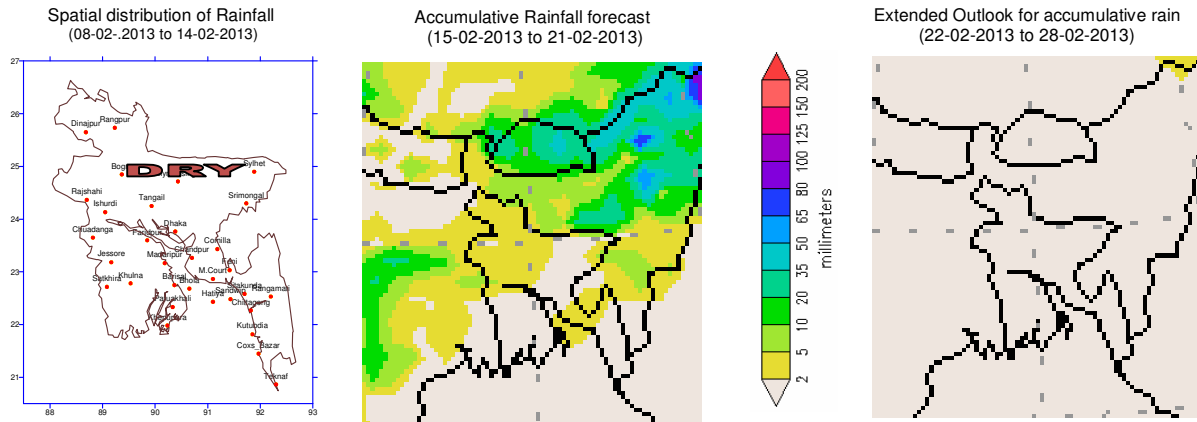 Spatial distribution of Rainfall
(08-02-.2013 to 14-02-2013)
Accumulative Rainfall forecast
(15-02-2013 to 21-02-2013)
Extended Outlook for accumulative rain
(22-02-2013 to 28-02-2013)
27
26
25
24
23
22
21
88
89
90
91
92
93
Dinajpur
Rangpur
DRY
Sylhet
Rajshahi
Ishurdi
Tangail
Srimongal
Chuadanga
Dhaka
Faridpur
Comilla
Jessore
Madaripur
Chandpur
Feni
Satkhira
Khulna
Barisal
Bhola
M.Court
Hatiya
Sandwip
Sitakunda
Rangamati
Chittagong
Patuakhali
Khepupara
Kutubdia
Coxs_Bazar
Teknaf
200
150
125
100
80
65
50
35
20
10
5
2
millimeters